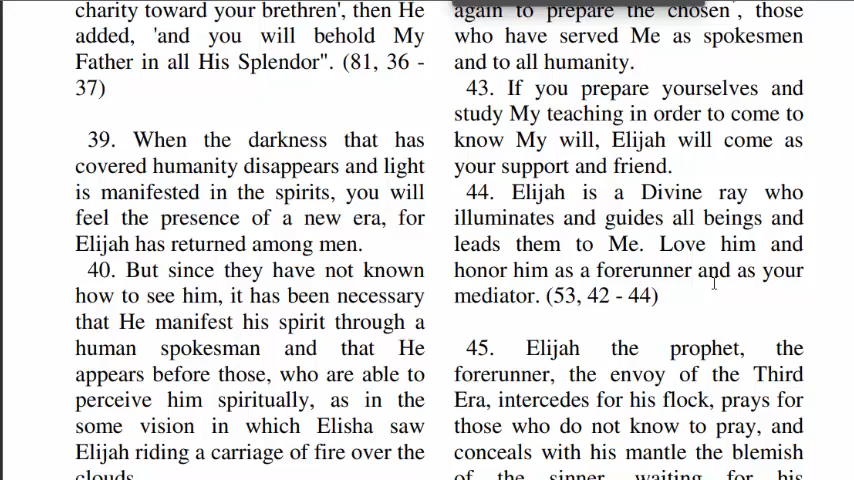 charity toward your brethren', then He
added, 'and you will behold My
Father in all His Splendor". (81, 36 -
37)
39. When the darkness that has
covered humanity disappears and light
is manifested in the spirits, you will
feel the presence of a new era, for
Elijah has returned among men.
40. But since they have not known
how to see him, it has been necessary
that He manifest his spirit through a
human spokesman and that He
appears before those, who are able to
perceive him spiritually, as in the
some vision in which Elisha saw
Elijah riding a carriage of fire over the
clouds.
again to prepare the chosen', those
who have served Me as spokesmen
and to all humanity.
43. If you prepare yourselves and
study My teaching in order to come to
know My will, Elijah will come as
your support and friend.
44. Elijah is a Divine ray who
illuminates and guides all beings and
leads them to Me. Love him and
honor him as a forerunner and as your
mediator. (53, 42 - 44)
45. Elijah the prophet, the
forerunner, the envoy of the Third
Era, intercedes for his flock, prays for
those who do not know to pray, and
conceals with his mantle the blemish
of the sinner, waiting for his